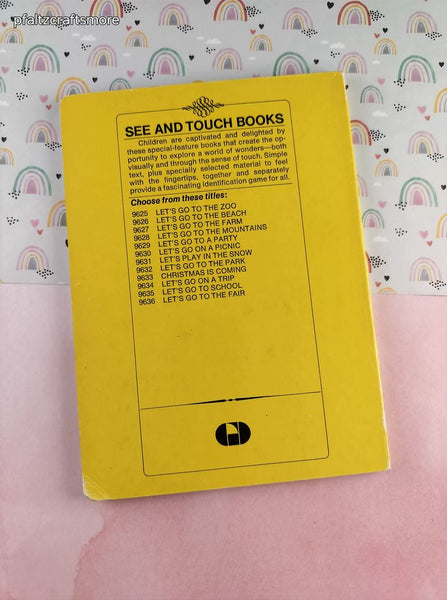 pfaltzcraftsmore
SEE AND TOUCH BOOKS
Children are captivated and delighted by
these special-feature books that create the op-
portunity to explore a world of wonders—both
visually and through the sense of touch. Simple
text, plus specially selected material to feel
with the fingertips, together and separately
provide a fascinating identification game for all.
Choose from these titles:
9625 LET'S GO TO THE ZOO
9626 LET'S GO TO THE BEACH
9627 LET'S GO TO THE FARM
9628 LET'S GO TO THE MOUNTAINS
9629 LET'S GO TO A PARTY
9630 LET'S GO ON A PICNIC
9631 LET'S PLAY IN THE SNOW
9632 LET'S GO TO THE PARK
9633 CHRISTMAS IS COMING
9634 LET'S GO ON A TRIP
9635 LET'S GO TO SCHOOL
9636 LET'S GO TO THE FAIR